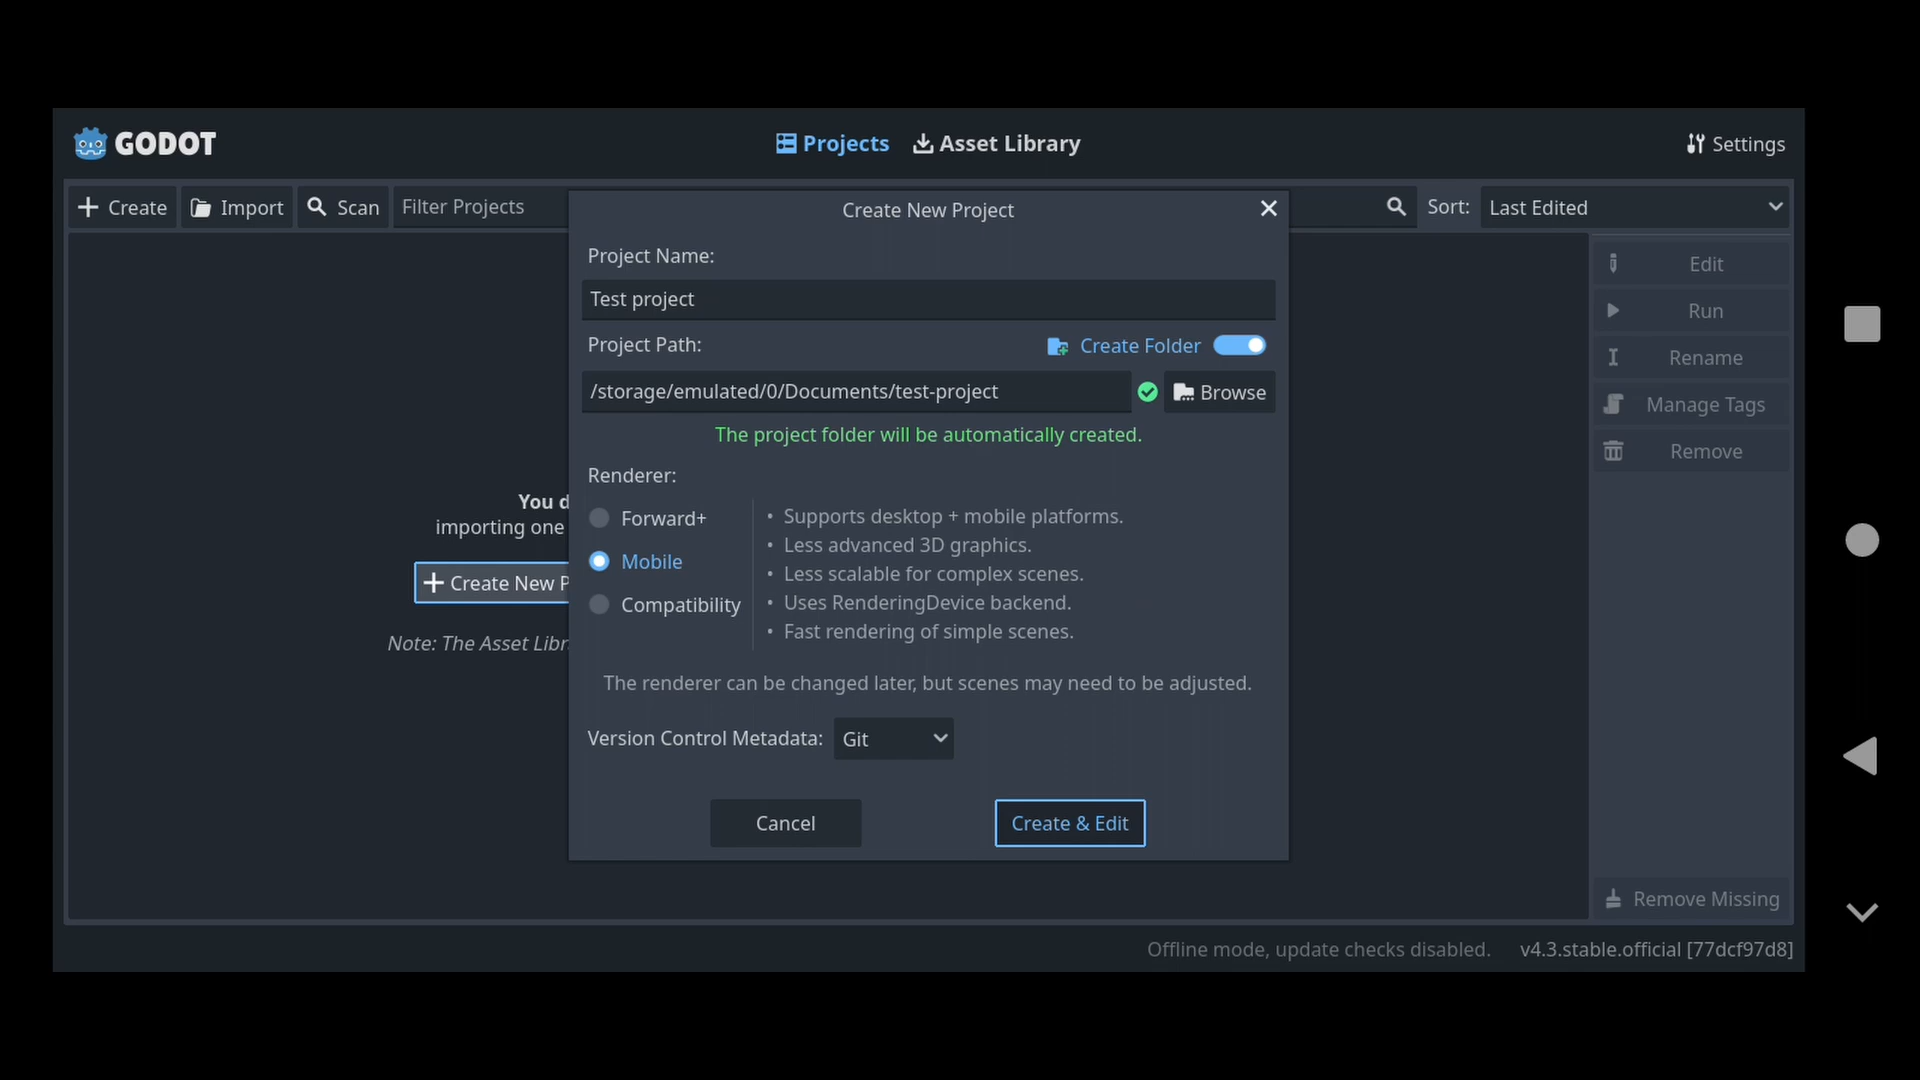 GODOT
Projects
Asset Library
Settings
Create
Import
Scan
Filter Projects
Sort:
Last Edited
Create New Project
Project Name:
Test project
Project Path:
Create Folder
/storage/emulated/0/Documents/test-project
Browse
The project folder will be automatically created.
Renderer:
Forward+
Mobile
Compatibility
• Supports desktop + mobile platforms.
• Less advanced 3D graphics.
• Less scalable for complex scenes.
• Uses RenderingDevice backend.
• Fast rendering of simple scenes.
The renderer can be changed later, but scenes may need to be adjusted.
Version Control Metadata:
Git
Cancel
Create & Edit
You d
importing one
Create New P
Note: The Asset Libr
Edit
Run
Rename
Manage Tags
Remove
Remove Missing
Offline mode, update checks disabled.
v4.3.stable.official [77dcf97d8]